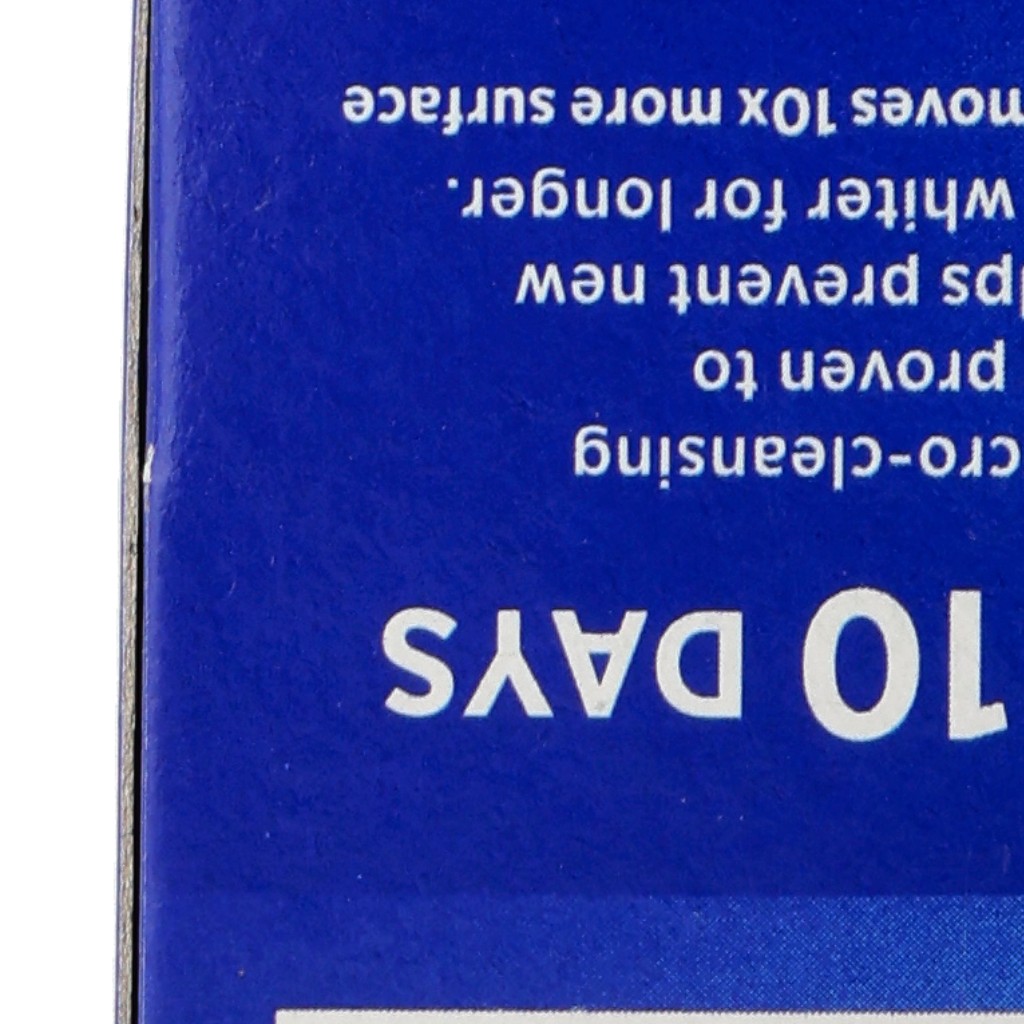 10 DAYS
cro-cleansing
proven to
lps prevent new
whiter for longer.
moves 10x more surface